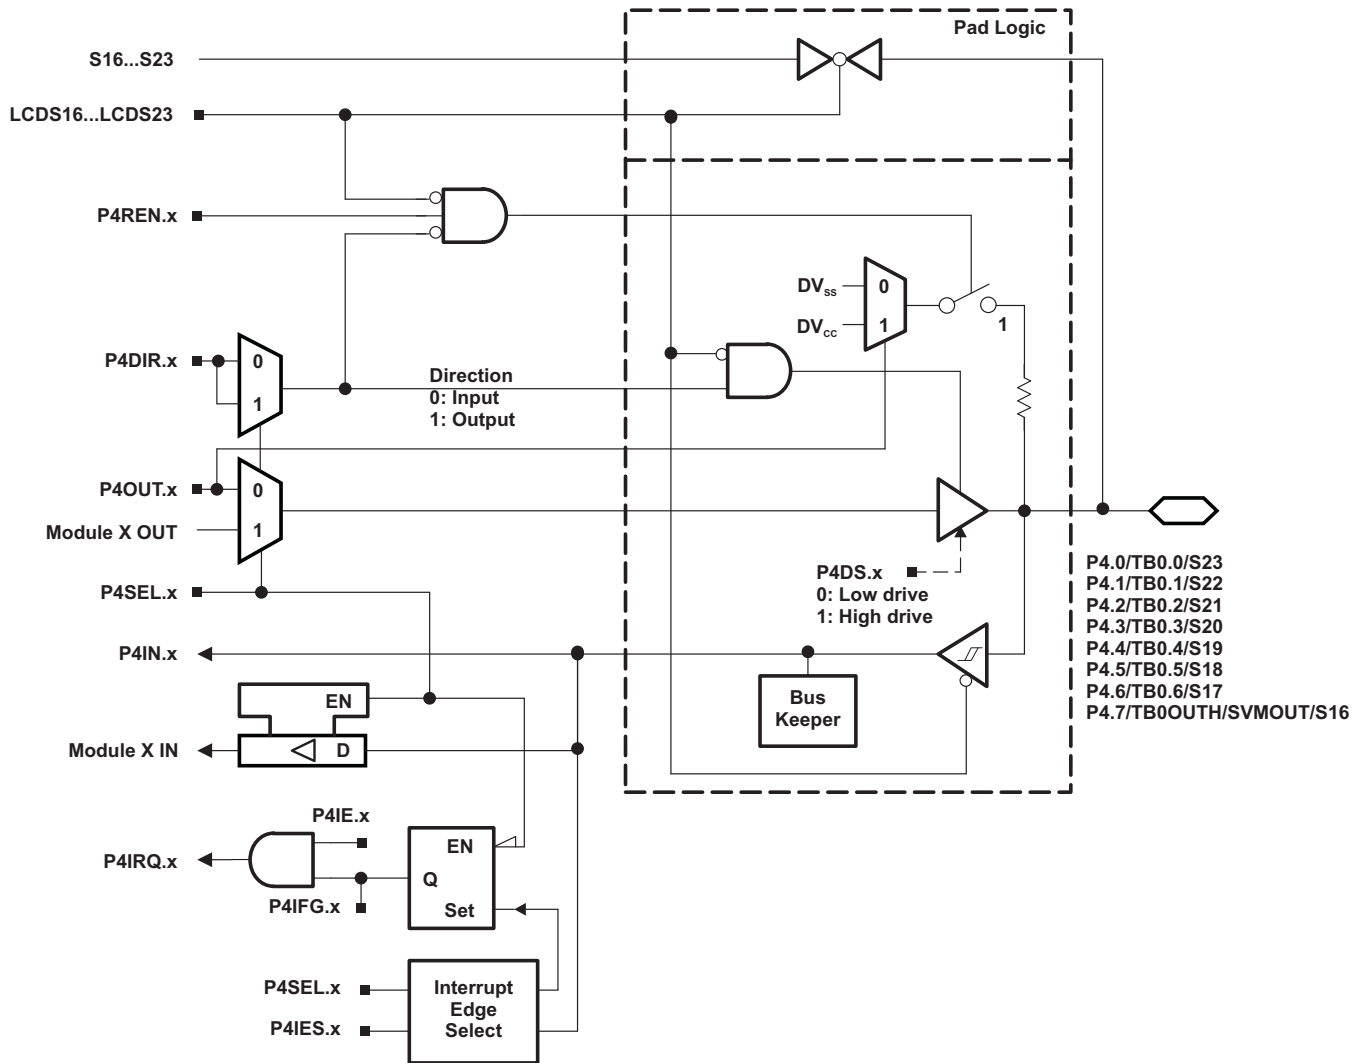 Pad Logic
S16...S23
LCDS16...LCDS23
P4REN.x
DVSS
0
DVCC
1
1
P4DIR.x
0
1
Direction
0: Input
1: Output
P4OUT.x
0
Module X OUT
1
P4DS.x
0: Low drive
1: High drive
P4.0/TB0.0/S23
P4.1/TB0.1/S22
P4.2/TB0.2/S21
P4.3/TB0.3/S20
P4.4/TB0.4/S19
P4.5/TB0.5/S18
P4.6/TB0.6/S17
P4.7/TB0OUTH/SVMOUT/S16
P4SEL.x
P4IN.x
Bus
Keeper
EN
Module X IN
D
P4IE.x
P4IRQ.x
EN
Q
P4IFG.x
Set
P4SEL.x
P4IES.x
Interrupt
Edge
Select